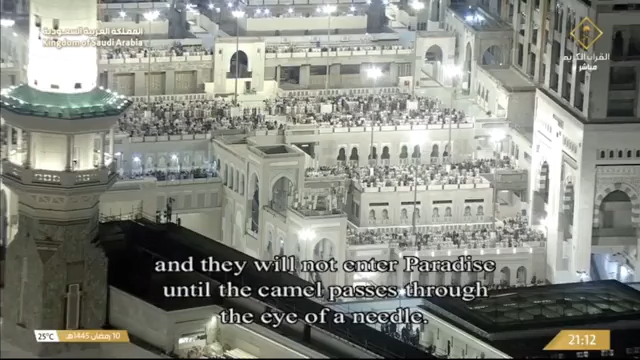 المملكة العربية السعودية
Kingdom of Saudi Arabia
القرآن الكريم
مباشر
and they will not enter Paradise
until the camel passes through
the eye of a needle.
25°C
10 رمضان 1445هـ
21:12